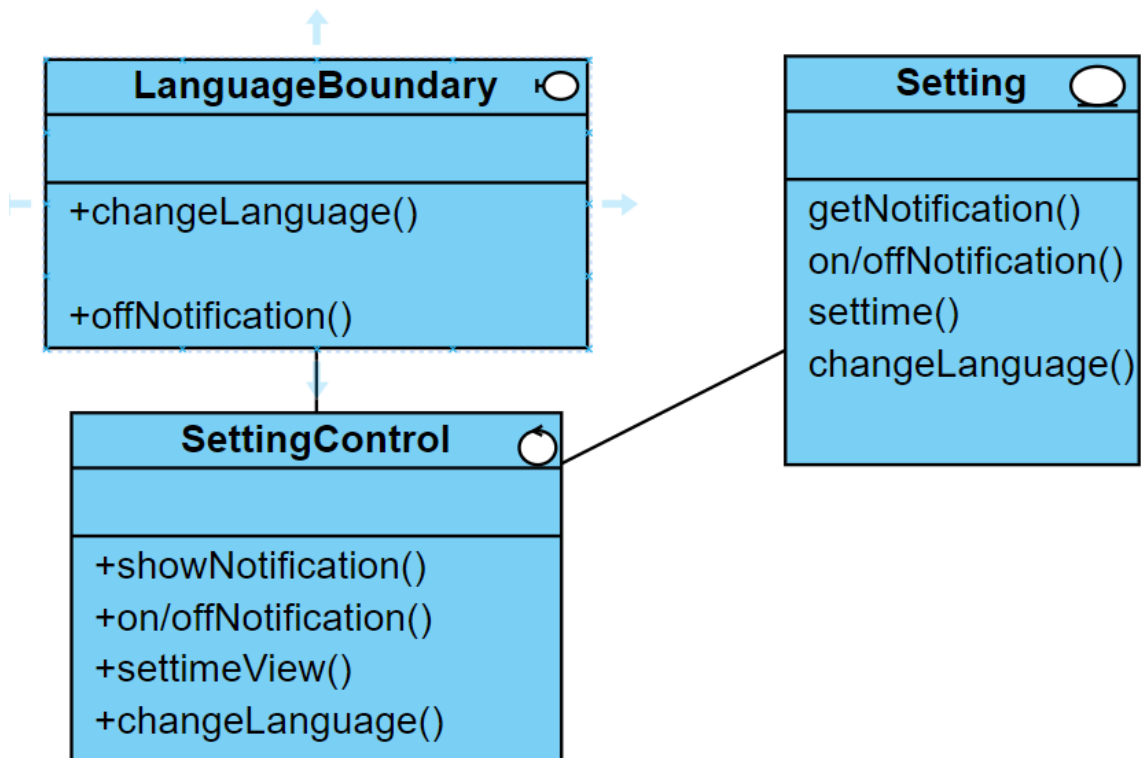 LanguageBoundary
+changeLanguage()
+offNotification()
Setting
getNotification()
on/offNotification()
settime()
changeLanguage()
SettingControl
+showNotification()
+on/offNotification()
+settimeView()
+changeLanguage()